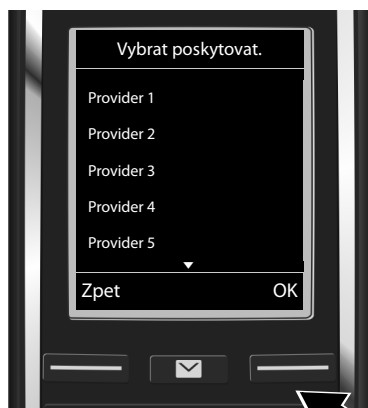 Vybrat poskytovat.
Provider 1
Provider 2
Provider 3
Provider 4
Provider 5
Zpet OK